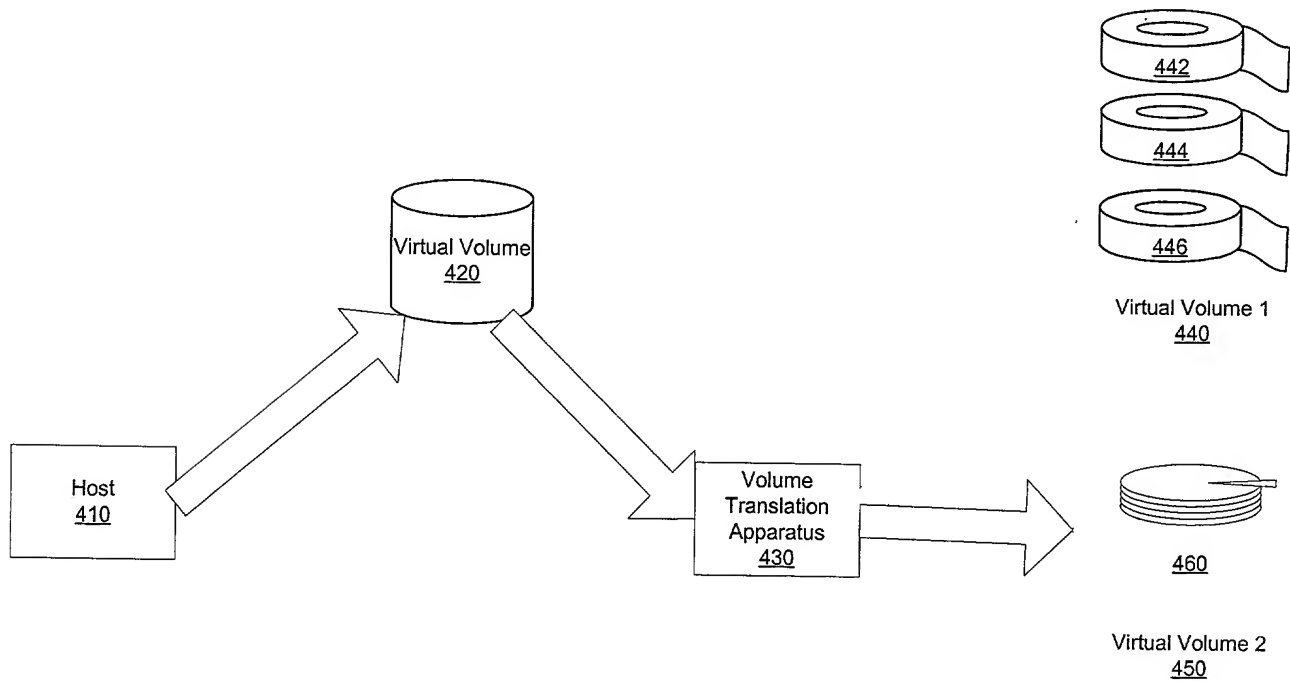 442
444
446
Virtual Volume 1
440
Virtual Volume
420
Host
410
Volume
Translation
Apparatus
430
460
Virtual Volume 2
450